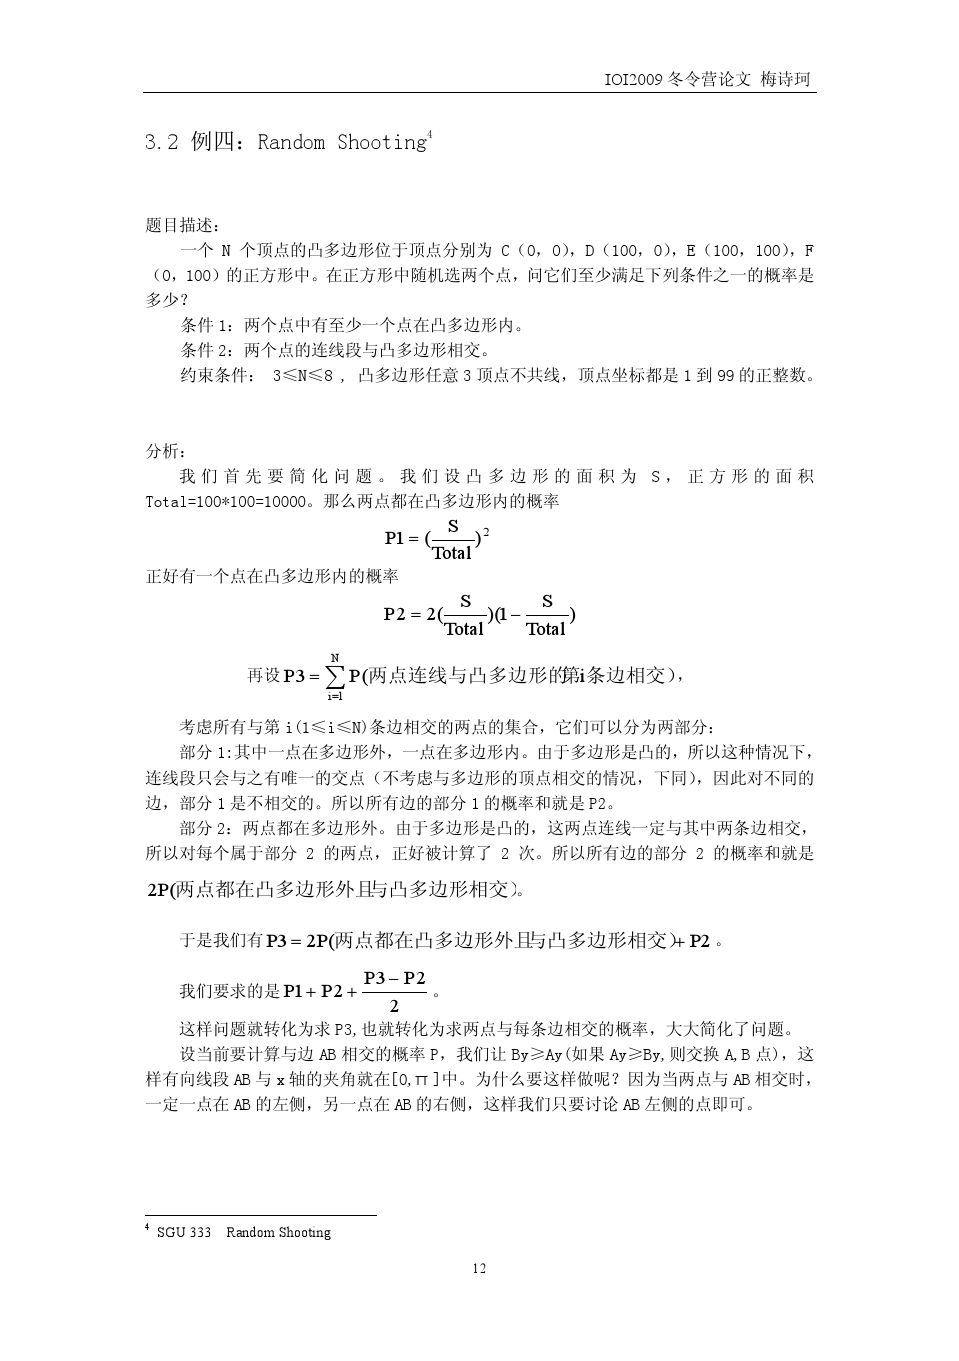 IOI2009 冬令营论文 梅诗珂
3.2 例四：Random Shooting⁴
题目描述：
一个 N 个顶点的凸多边形位于顶点分别为 C（0，0），D（100，0），E（100，100），F
（0，100）的正方形中。在正方形中随机选两个点，问它们至少满足下列条件之一的概率是
多少？
条件 1：两个点中有至少一个点在凸多边形内。
条件 2：两个点的连线段与凸多边形相交。
约束条件： 3≤N≤8 , 凸多边形任意 3 顶点不共线，顶点坐标都是 1 到 99 的正整数。
分析：
我们首先要简化问题。我们设凸多边形的面积为 S，正方形的面积
Total=100*100=10000。那么两点都在凸多边形内的概率
P1 = (S/Total)²
正好有一个点在凸多边形内的概率
P2 = 2(S/Total)(1 − S/Total)
再设 P3 = ∑_{i=1}^{N} P(两点连线与凸多边形的第i条边相交)，
考虑所有与第 i(1≤i≤N)条边相交的两点的集合，它们可以分为两部分：
部分 1:其中一点在多边形外，一点在多边形内。由于多边形是凸的，所以这种情况下，
连线段只会与之有唯一的交点（不考虑与多边形的顶点相交的情况，下同），因此对不同的
边，部分 1 是不相交的。所以所有边的部分 1 的概率和就是 P2。
部分 2：两点都在多边形外。由于多边形是凸的，这两点连线一定与其中两条边相交，
所以对每个属于部分 2 的两点，正好被计算了 2 次。所以所有边的部分 2 的概率和就是
2P(两点都在凸多边形外且与凸多边形相交)。
于是我们有 P3 = 2P(两点都在凸多边形外且与凸多边形相交) + P2 。
我们要求的是 P1 + P2 + (P3 − P2)/2 。
这样问题就转化为求 P3,也就转化为求两点与每条边相交的概率，大大简化了问题。
设当前要计算与边 AB 相交的概率 P，我们让 By≥Ay(如果 Ay≥By,则交换 A,B 点)，这
样有向线段 AB 与 x 轴的夹角就在[0,π]中。为什么要这样做呢？因为当两点与 AB 相交时，
一定一点在 AB 的左侧，另一点在 AB 的右侧，这样我们只要讨论 AB 左侧的点即可。
⁴ SGU 333 Random Shooting
12